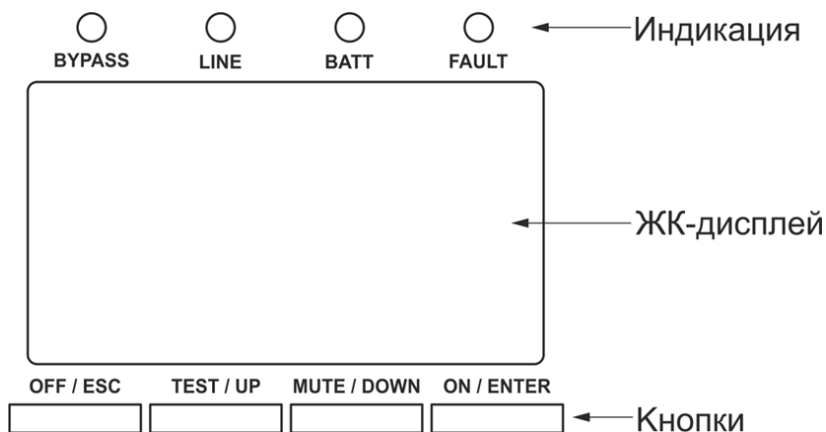 Индикация
BYPASS LINE BATT FAULT
ЖК-дисплей
OFF / ESC TEST / UP MUTE / DOWN ON / ENTER
Кнопки